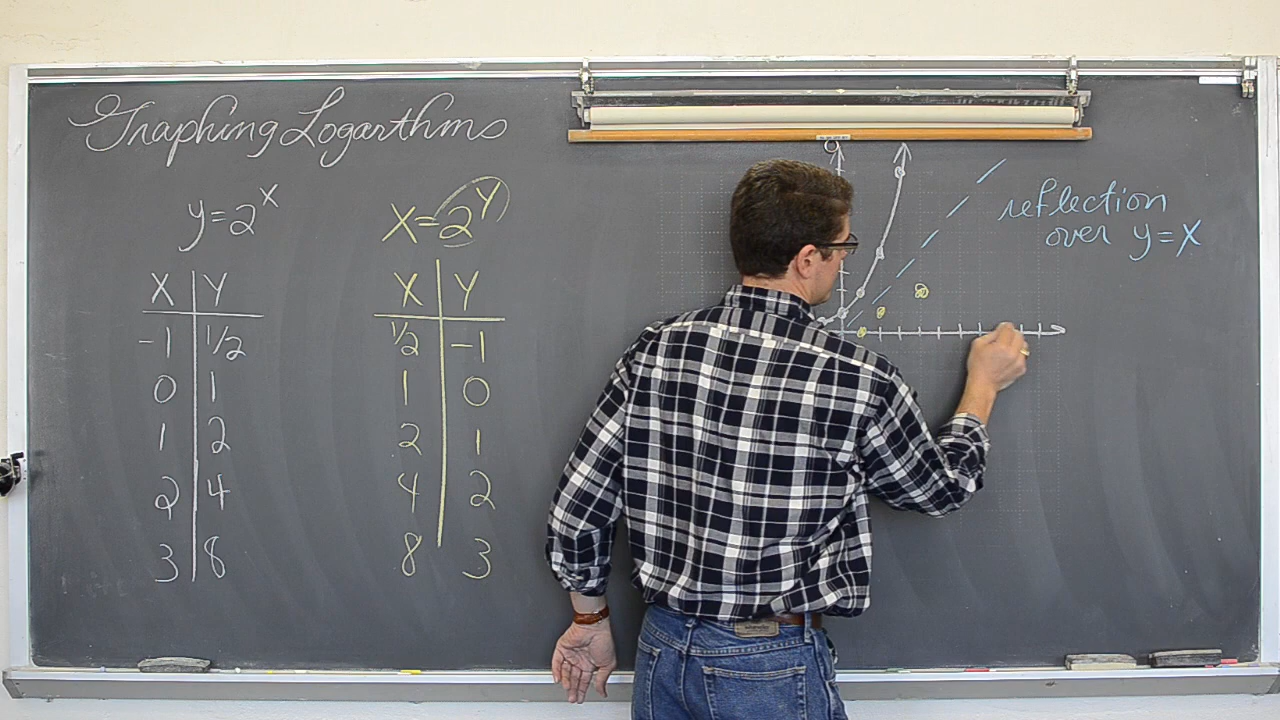 Graphing Logarthms
y=2^x
X | Y
-1 | 1/2
0 | 1
1 | 2
2 | 4
3 | 8
X=2^Y
X | Y
1/2 | -1
1 | 0
2 | 1
4 | 2
8 | 3
reflection
over y=X